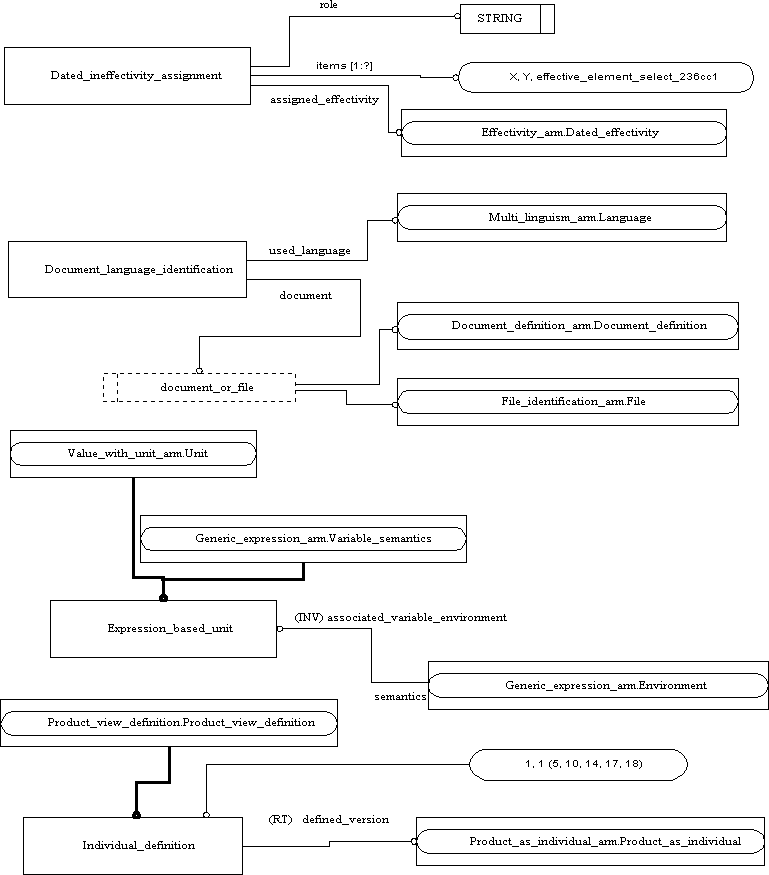 role
STRING
Dated_ineffectivity_assignment
items [1:?]
X, Y, effective_element_select_236cc1
assigned_effectivity
Effectivity_arm.Dated_effectivity
Multi_linguism_arm.Language
used_language
Document_language_identification
document
Document_definition_arm.Document_definition
document_or_file
File_identification_arm.File
Value_with_unit_arm.Unit
Generic_expression_arm.Variable_semantics
(INV) associated_variable_environment
Expression_based_unit
Generic_expression_arm.Environment
semantics
Product_view_definition.Product_view_definition
1, 1 (5, 10, 14, 17, 18)
(RT) defined_version
Individual_definition
Product_as_individual_arm.Product_as_individual